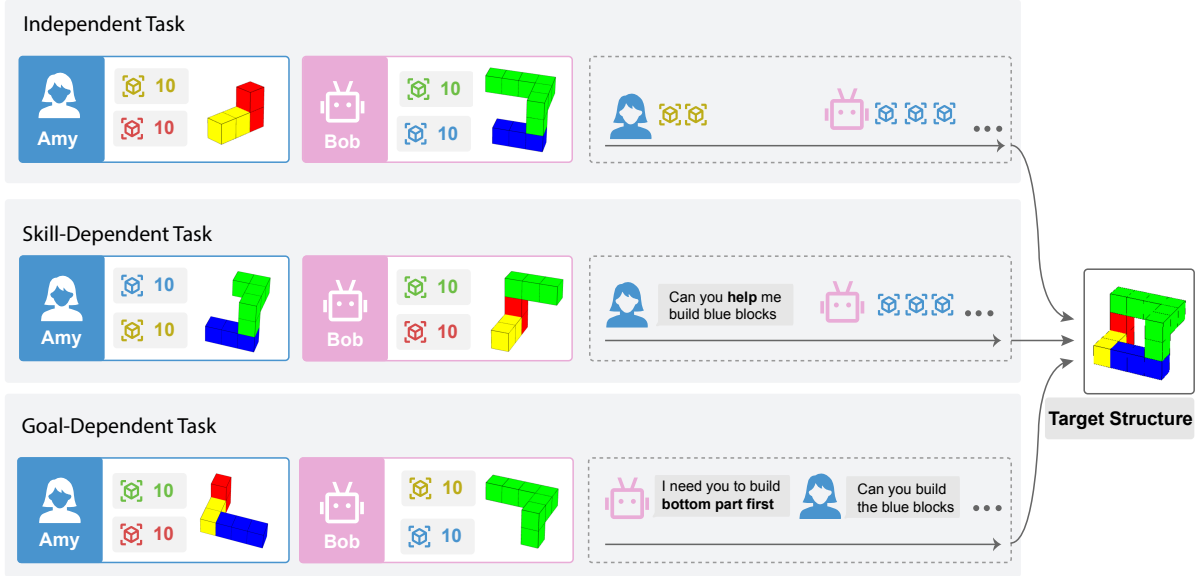 Independent Task
Amy
10
10
Bob
10
10
Skill-Dependent Task
Amy
10
10
Bob
10
10
Can you help me
build blue blocks
Goal-Dependent Task
Amy
10
10
Bob
10
10
I need you to build
bottom part first
Can you build
the blue blocks
Target Structure